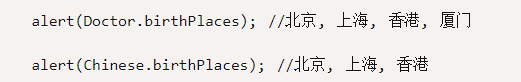 alert(Doctor.birthPlaces); //北京, 上海, 香港, 厦门
alert(Chinese.birthPlaces); //北京, 上海, 香港